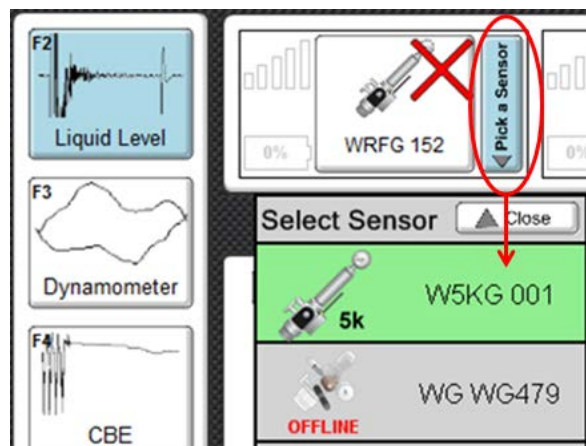 F2
Liquid Level
F3
Dynamometer
F4
CBE
0%
WRFG 152
Pick a Sensor
0%
Select Sensor
Close
5k
W5KG 001
OFFLINE
WG WG479